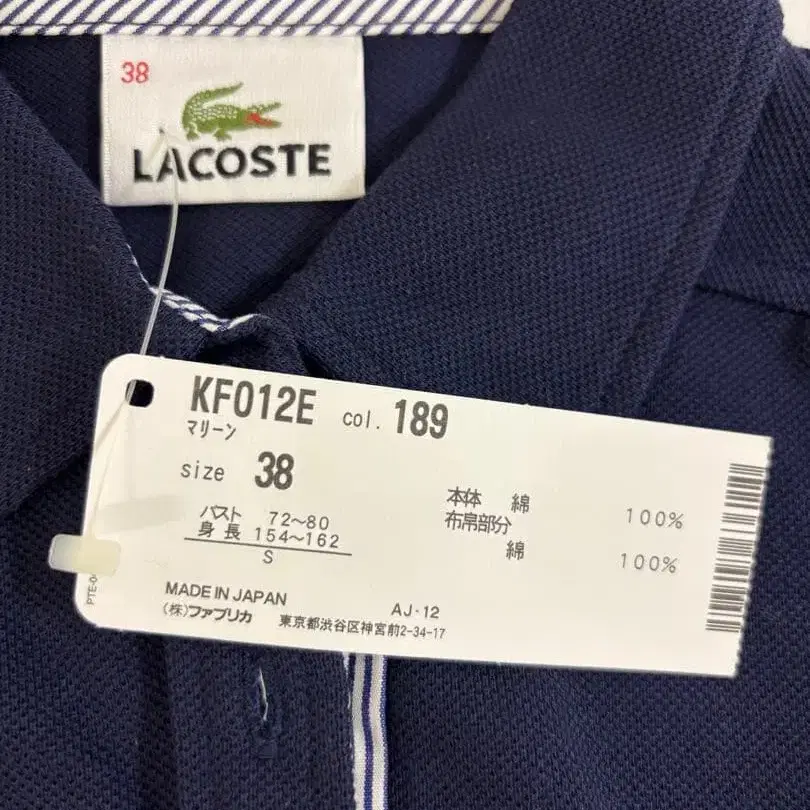 38
LACOSTE
KF012E col. 189
マリーン
size 38
バスト 72~80
身長 154~162
S
本体 綿 100%
布帛部分
綿 100%
MADE IN JAPAN
AJ-12
(株)ファブリカ 東京都渋谷区神宮前2-34-17